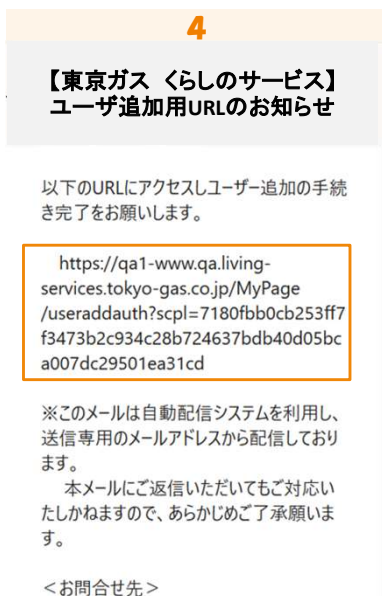 4
【東京ガス くらしのサービス】
ユーザ追加用URLのお知らせ
以下のURLにアクセスしユーザー追加の手続
き完了をお願いします。
https://qa1-www.qa.living-
services.tokyo-gas.co.jp/MyPage
/useraddauth?scpl=7180fbb0cb253ff7
f3473b2c934c28b724637bdb40d05bc
a007dc29501ea31cd
※このメールは自動配信システムを利用し、
送信専用のメールアドレスから配信しており
ます。
本メールにご返信いただいてもご対応い
たしかねますので、あらかじめご了承願いま
す。
＜お問合せ先＞